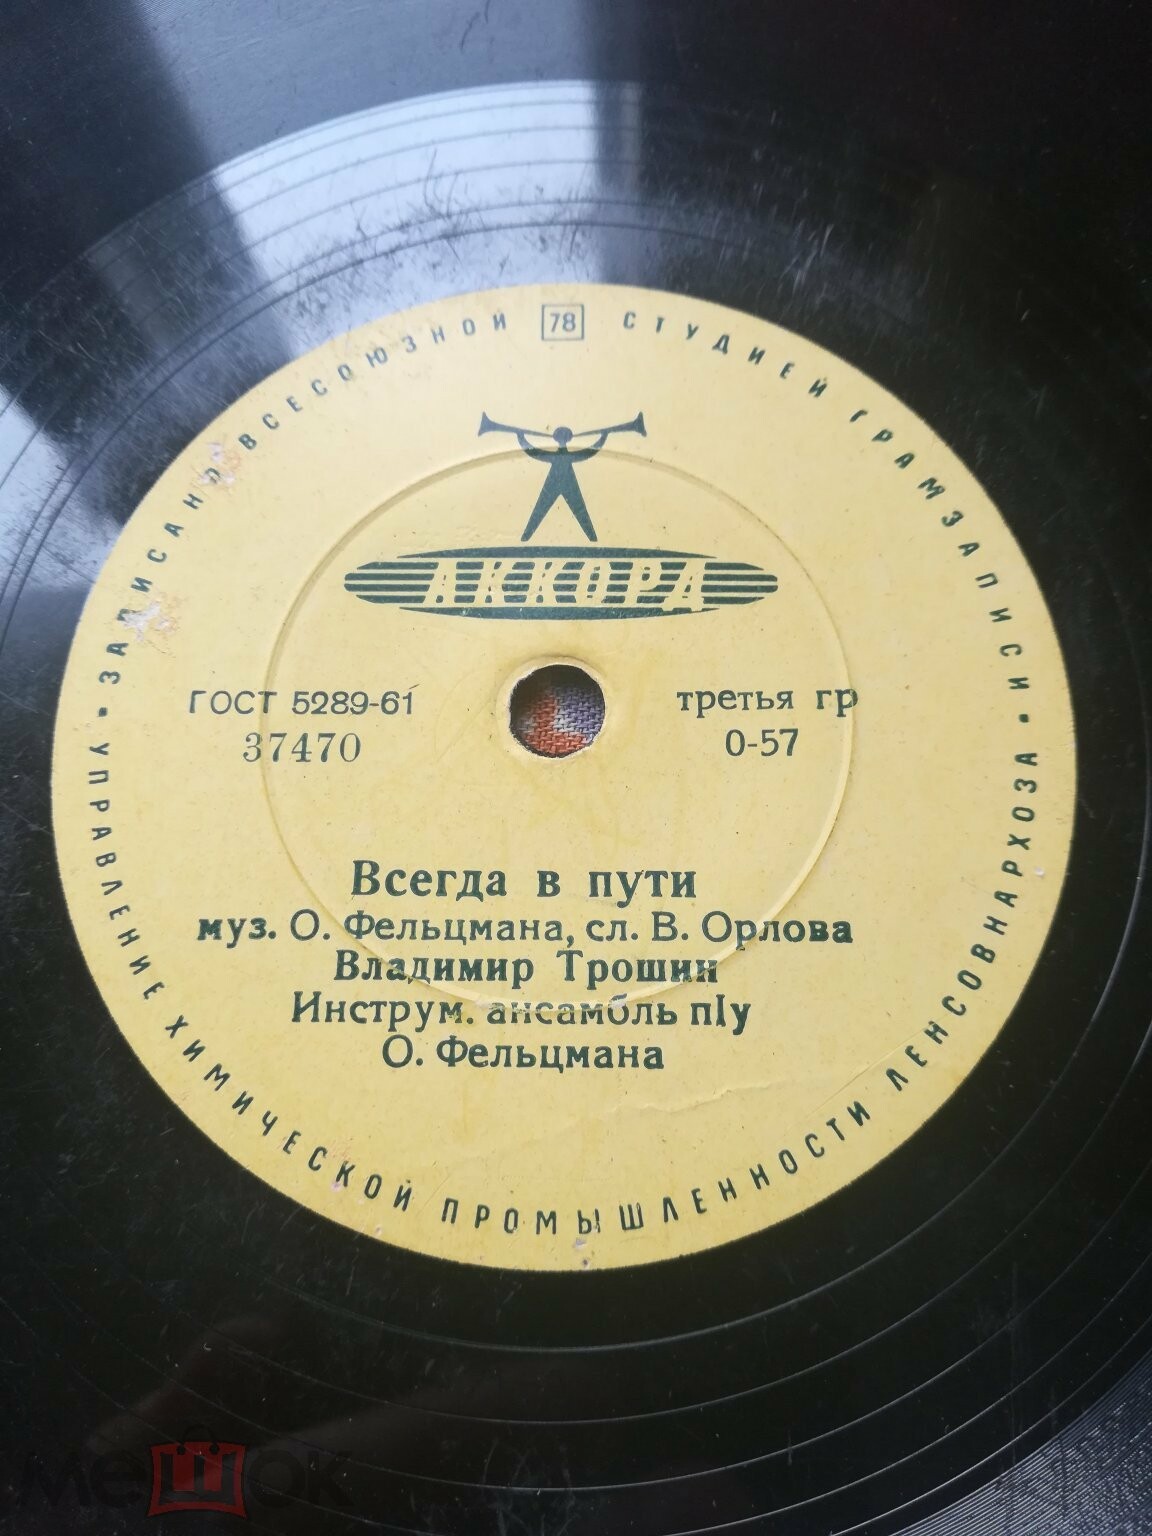 ЗАПИСАНО ВСЕСОЮЗНОЙ 78 СТУДИЕЙ ГРАМЗАПИСИ
АККОРД
ГОСТ 5289-61
37470
третья гр
0-57
Всегда в пути
муз. О. Фельцмана, сл. В. Орлова
Владимир Трошин
Инструм. ансамбль п/у
О. Фельцмана
• УПРАВЛЕНИЕ ХИМИЧЕСКОЙ ПРОМЫШЛЕННОСТИ ЛЕНСОВНАРХОЗА •
мешок